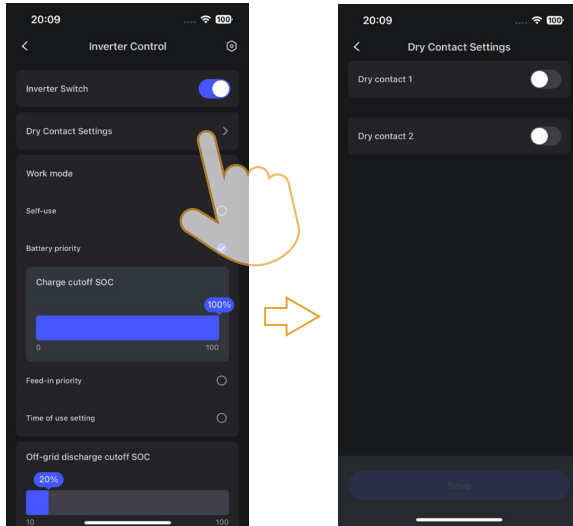 20:09
100
Inverter Control
Inverter Switch
Dry Contact Settings
Work mode
Self-use
Battery priority
Charge cutoff SOC
100%
0 100
Feed-in priority
Time of use setting
Off-grid discharge cutoff SOC
20%
10 100
20:09
100
Dry Contact Settings
Dry contact 1
Dry contact 2
Save